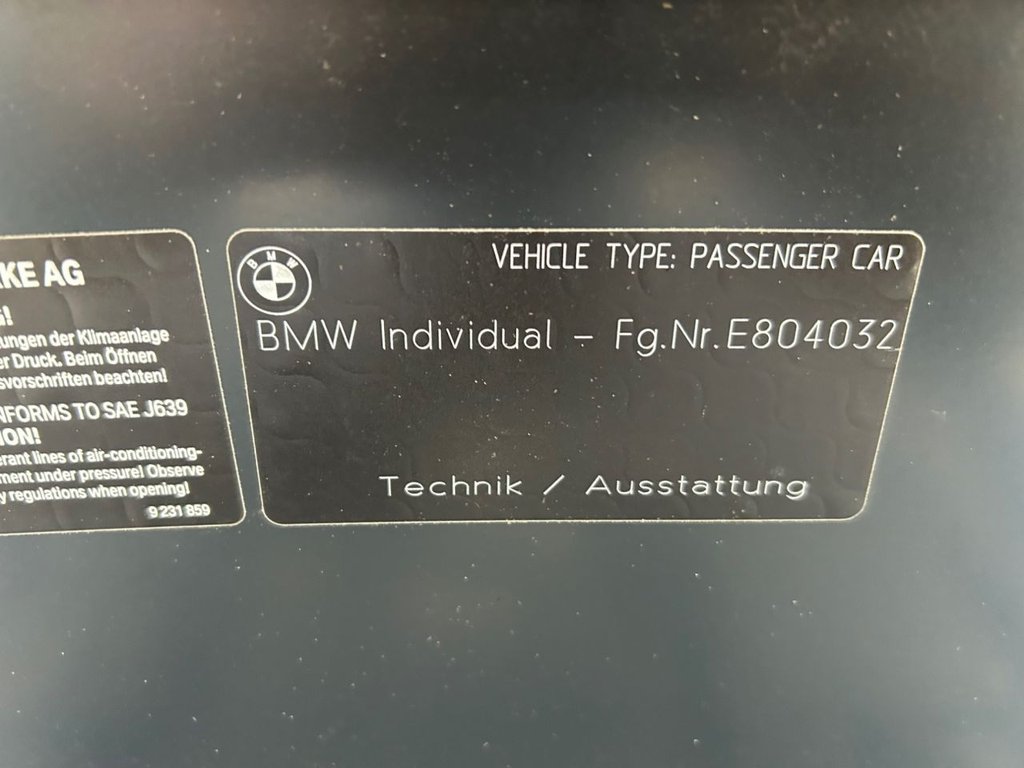 KE AG
!
ungen der Klimaanlage
er Druck. Beim Öffnen
svorschriften beachten!
NFORMS TO SAE J639
ION!
erant lines of air-conditioning-
ment under pressure! Observe
y regulations when opening!
9 231 859
BMW
VEHICLE TYPE: PASSENGER CAR
BMW Individual – Fg.Nr.E804032
Technik / Ausstattung